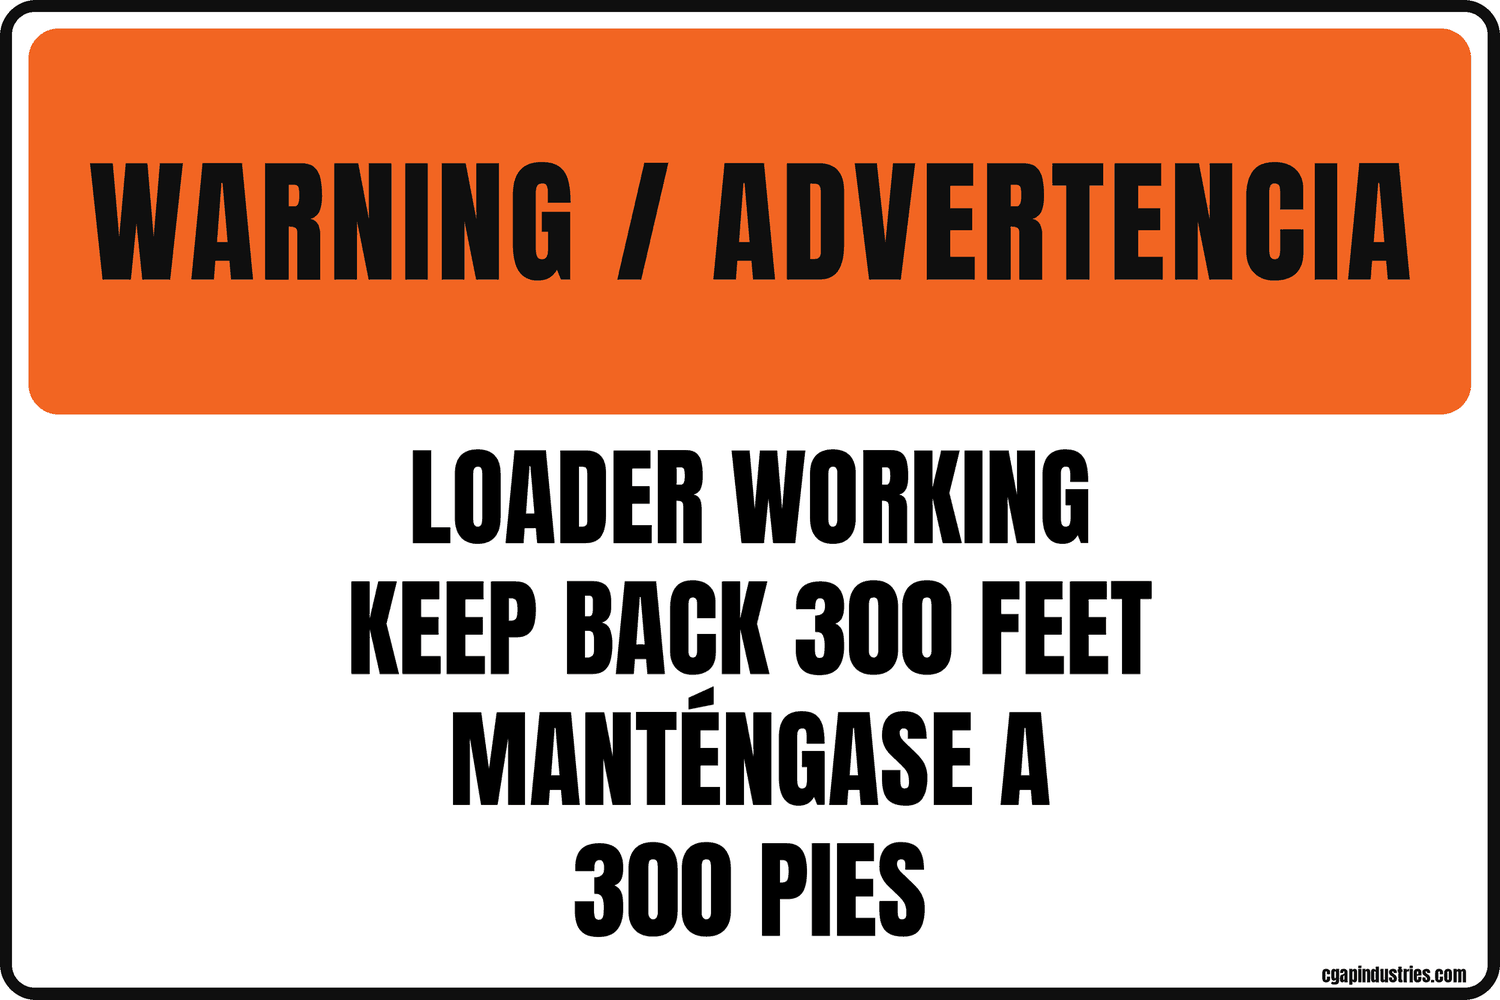 WARNING / ADVERTENCIA
LOADER WORKING
KEEP BACK 300 FEET
MANTÉNGASE A
300 PIES
cgapindustries.com